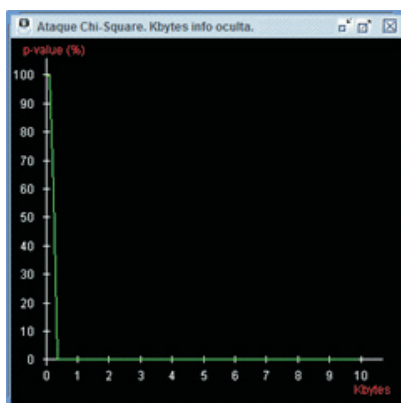 Ataque Chi-Square. Kbytes info oculta.
p-value (%)
100
90
80
70
60
50
40
30
20
10
0
0 1 2 3 4 5 6 7 8 9 10
Kbytes